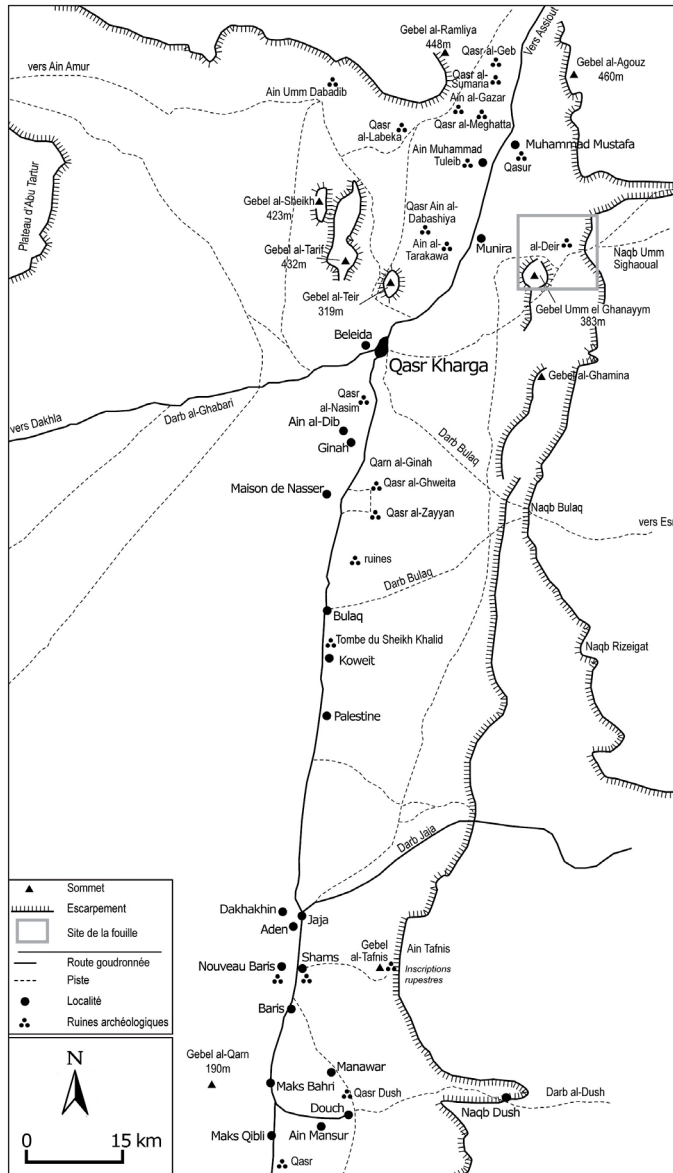 Gebel al-Ramliya
448m
Vers Assiout
Qasr al-Geb
Gebel al-Agouz
460m
vers Ain Amur
Qasr al-
Sumaria
Ain Umm Dabadib
Ain al-Gazar
Qasr al-Meghatta
Qasr
al-Labeka
Muhammad Mustafa
Ain Muhammad
Tuleib
Qasur
Plateau d'Abu Tartur
Gebel al-Sheikh
423m
Qasr Ain al-
Dabashiya
Munira
al-Deir
Naqb Umm
Sighaoual
Gebel al-Tarif
432m
Ain al-
Tarakawa
Gebel al-Teir
319m
Gebel Umm el Ghanayym
383m
Beleida
Qasr Kharga
Gebel al-Ghamina
vers Dakhla
Darb al-Ghabari
Qasr
al-Nasim
Ain al-Dib
Ginah
Darb Bulaq
Qarn al-Ginah
Qasr al-Ghweita
Maison de Nasser
Qasr al-Zayyan
Naqb Bulaq
vers Esn
ruines
Darb Bulaq
Bulaq
Tombe du Sheikh Khalid
Koweit
Naqb Rizeigat
Palestine
Darb Jaja
Sommet
Escarpement
Site de la fouille
Route goudronnée
Piste
Localité
Ruines archéologiques
Dakhakhin
Jaja
Aden
Nouveau Baris
Shams
Gebel
al-Tafnis
Ain Tafnis
Inscriptions
rupestres
Baris
Gebel al-Qarn
190m
Manawar
Maks Bahri
Qasr Dush
Douch
Naqb Dush
Darb al-Dush
Maks Qibli
Ain Mansur
Qasr
N
0 15 km